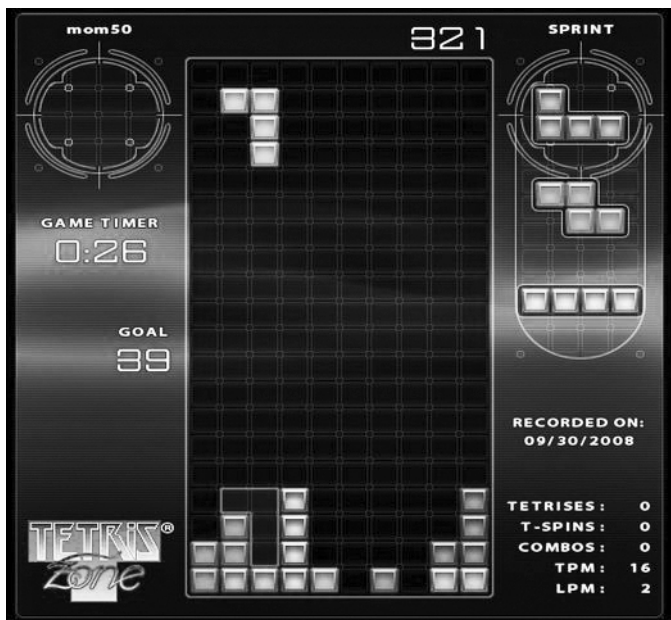 mom50
321
SPRINT
GAME TIMER
0:26
GOAL
39
RECORDED ON:
09/30/2008
TETRISES: 0
T-SPINS: 0
COMBOS: 0
TPM: 16
LPM: 2
TETRIS®
Zone